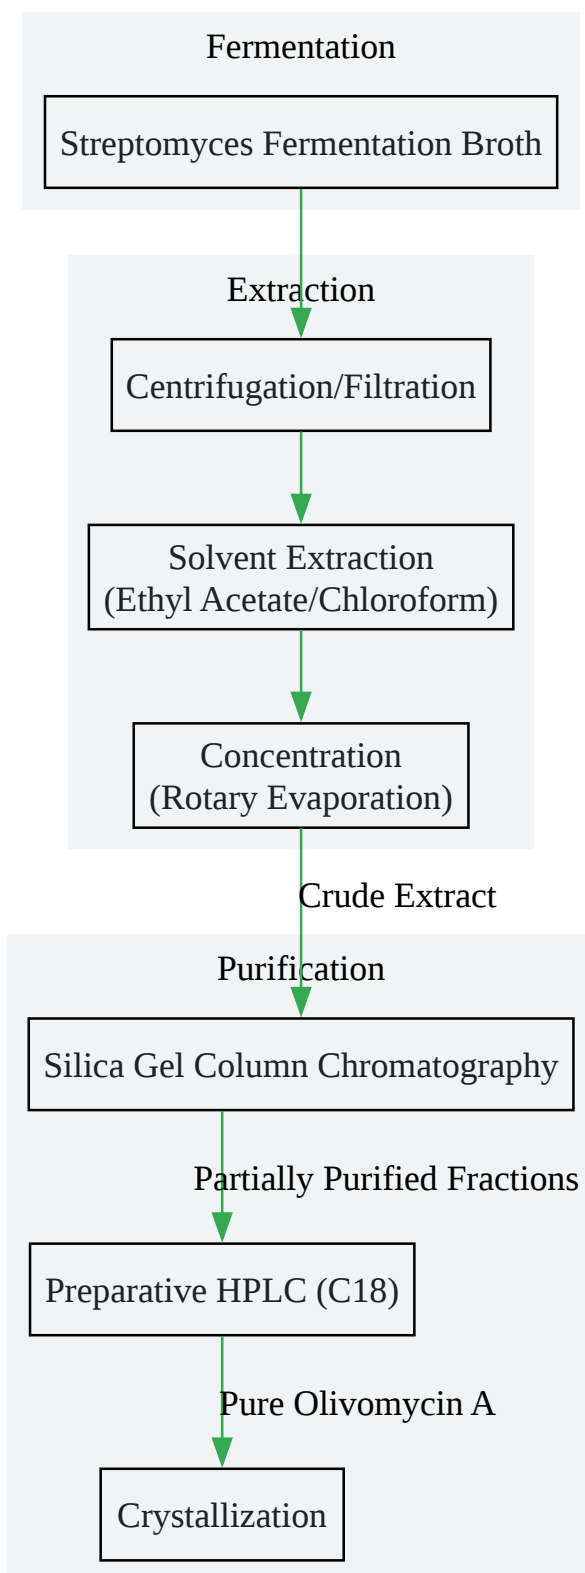 Fermentation
Streptomyces Fermentation Broth
Extraction
Centrifugation/Filtration
Solvent Extraction
(Ethyl Acetate/Chloroform)
Concentration
(Rotary Evaporation)
Crude Extract
Purification
Silica Gel Column Chromatography
Partially Purified Fractions
Preparative HPLC (C18)
Pure Olivomycin A
Crystallization